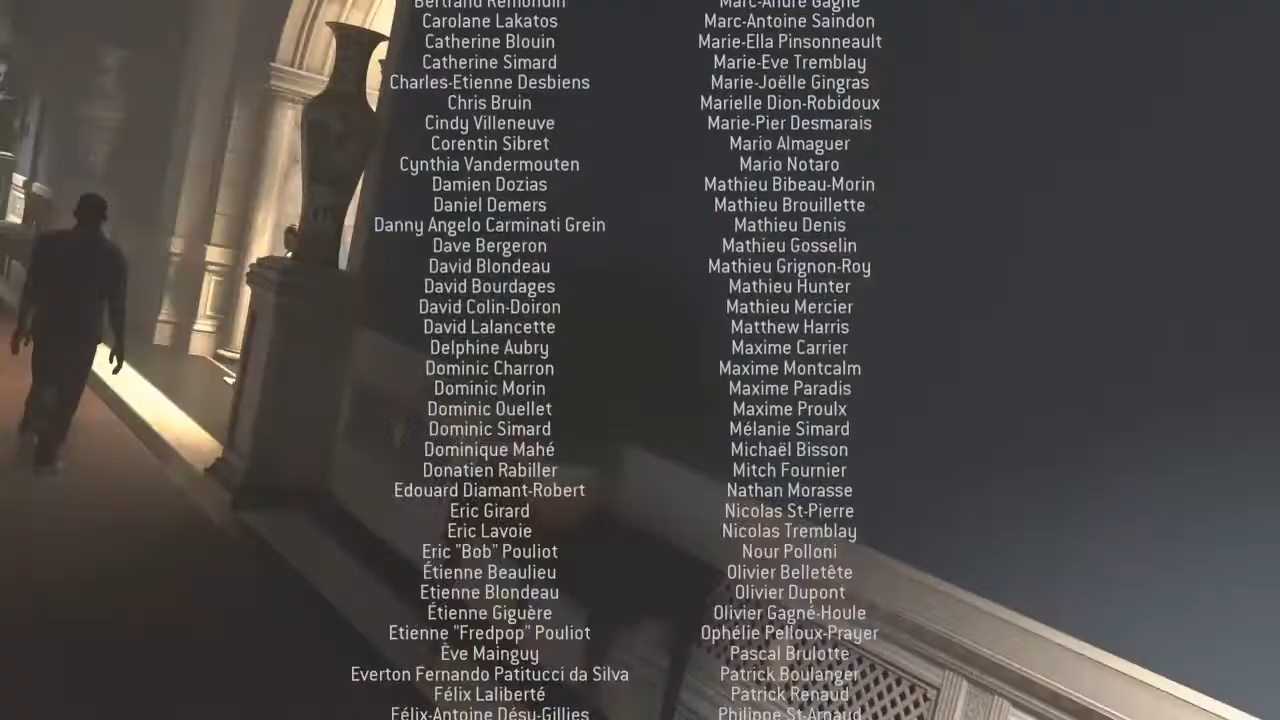 Bertrand Remondin
Carolane Lakatos
Catherine Blouin
Catherine Simard
Charles-Etienne Desbiens
Chris Bruin
Cindy Villeneuve
Corentin Sibret
Cynthia Vandermouten
Damien Dozias
Daniel Demers
Danny Angelo Carminati Grein
Dave Bergeron
David Blondeau
David Bourdages
David Colin-Doiron
David Lalancette
Delphine Aubry
Dominic Charron
Dominic Morin
Dominic Ouellet
Dominic Simard
Dominique Mahé
Donatien Rabiller
Edouard Diamant-Robert
Eric Girard
Eric Lavoie
Eric "Bob" Pouliot
Étienne Beaulieu
Etienne Blondeau
Étienne Giguère
Etienne "Fredpop" Pouliot
Ève Mainguy
Everton Fernando Patitucci da Silva
Félix Laliberté
Félix-Antoine Désy-Gillies
Marc-André Gagné
Marc-Antoine Saindon
Marie-Ella Pinsonneault
Marie-Eve Tremblay
Marie-Joëlle Gingras
Marielle Dion-Robidoux
Marie-Pier Desmarais
Mario Almaguer
Mario Notaro
Mathieu Bibeau-Morin
Mathieu Brouillette
Mathieu Denis
Mathieu Gosselin
Mathieu Grignon-Roy
Mathieu Hunter
Mathieu Mercier
Matthew Harris
Maxime Carrier
Maxime Montcalm
Maxime Paradis
Maxime Proulx
Mélanie Simard
Michaël Bisson
Mitch Fournier
Nathan Morasse
Nicolas St-Pierre
Nicolas Tremblay
Nour Polloni
Olivier Belletête
Olivier Dupont
Olivier Gagné-Houle
Ophélie Pelloux-Prayer
Pascal Brulotte
Patrick Boulanger
Patrick Renaud
Philippe St-Arnaud